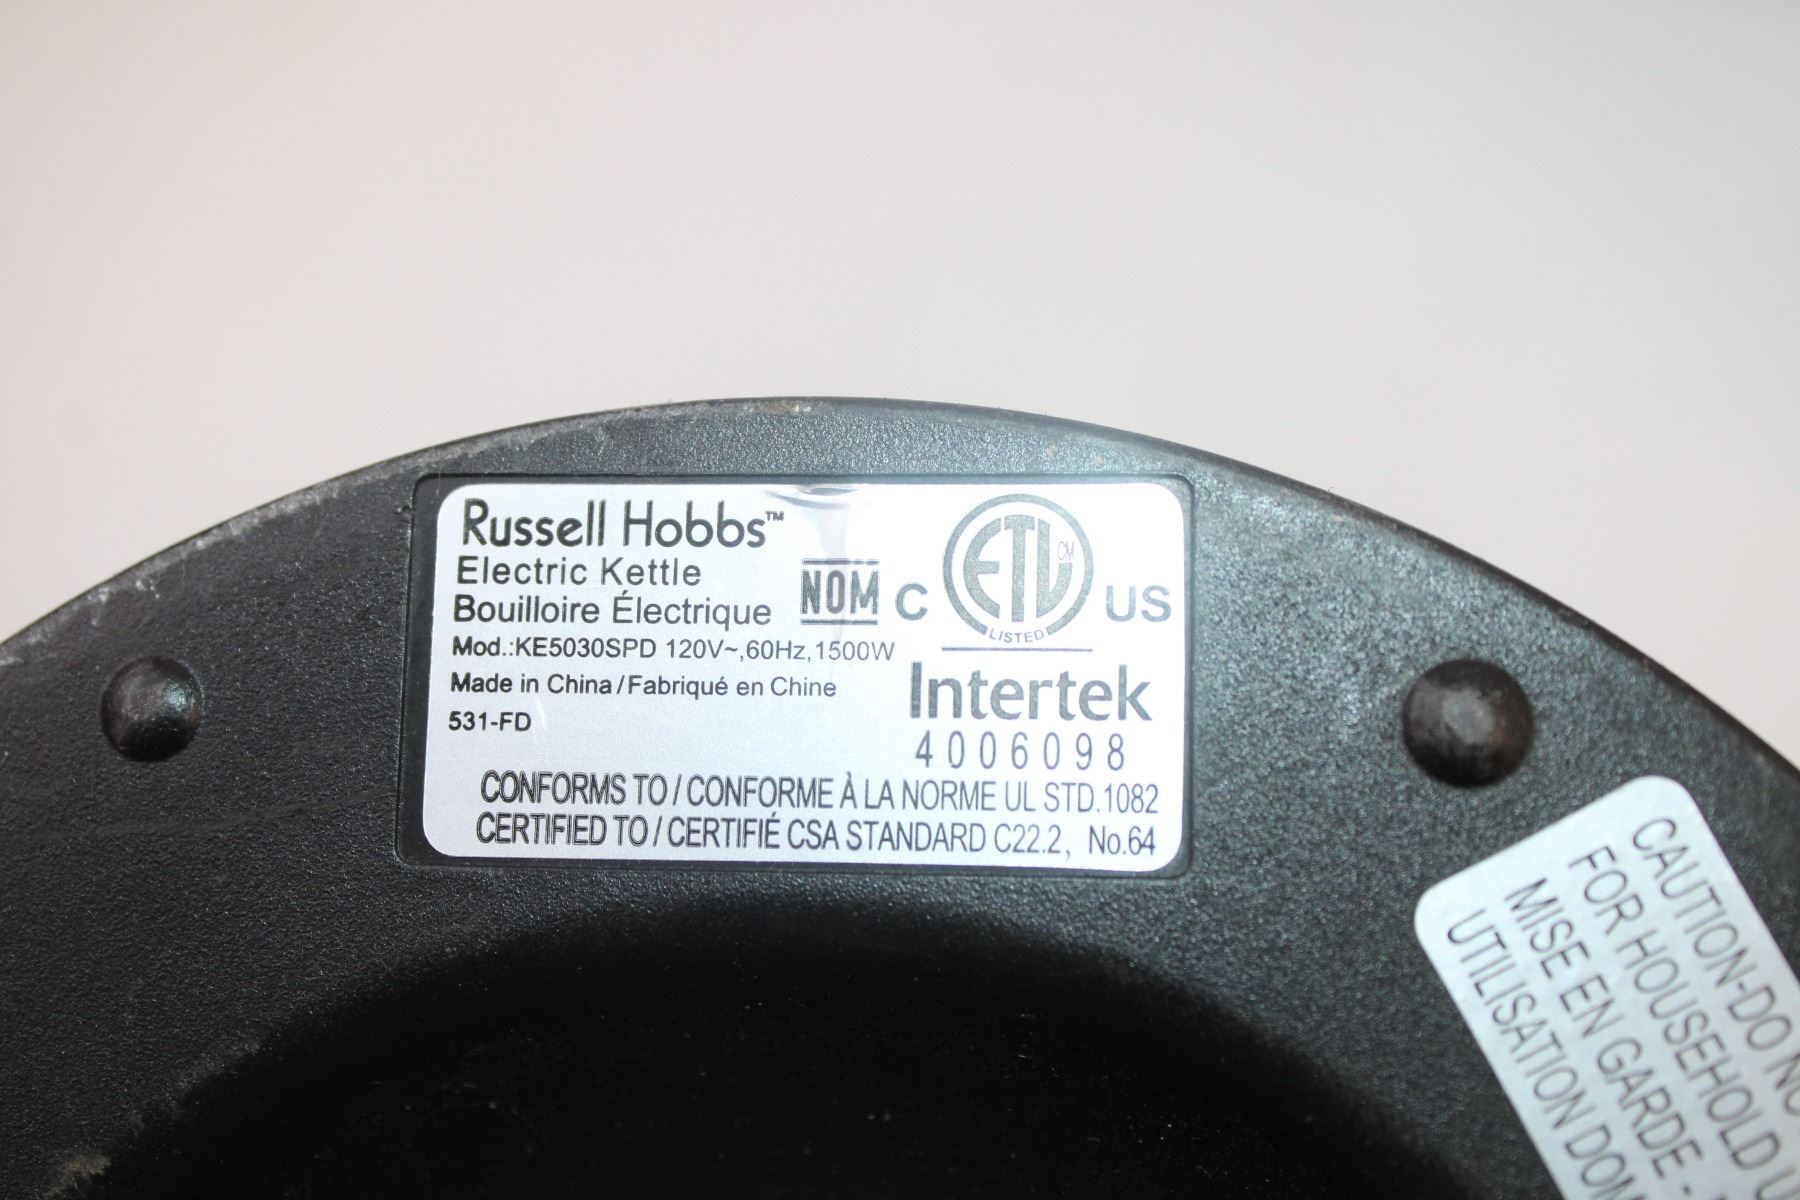 Russell Hobbs™
Electric Kettle
Bouilloire Électrique
Mod.:KE5030SPD 120V~,60Hz,1500W
Made in China/Fabriqué en Chine
531-FD
NOM
C ETL CM US
LISTED
Intertek
4006098
CONFORMS TO / CONFORME À LA NORME UL STD.1082
CERTIFIED TO / CERTIFIÉ CSA STANDARD C22.2, No.64
CAUTION-DO
FOR HOUSEHOLD
MISE EN GARDE -
UTILISATION